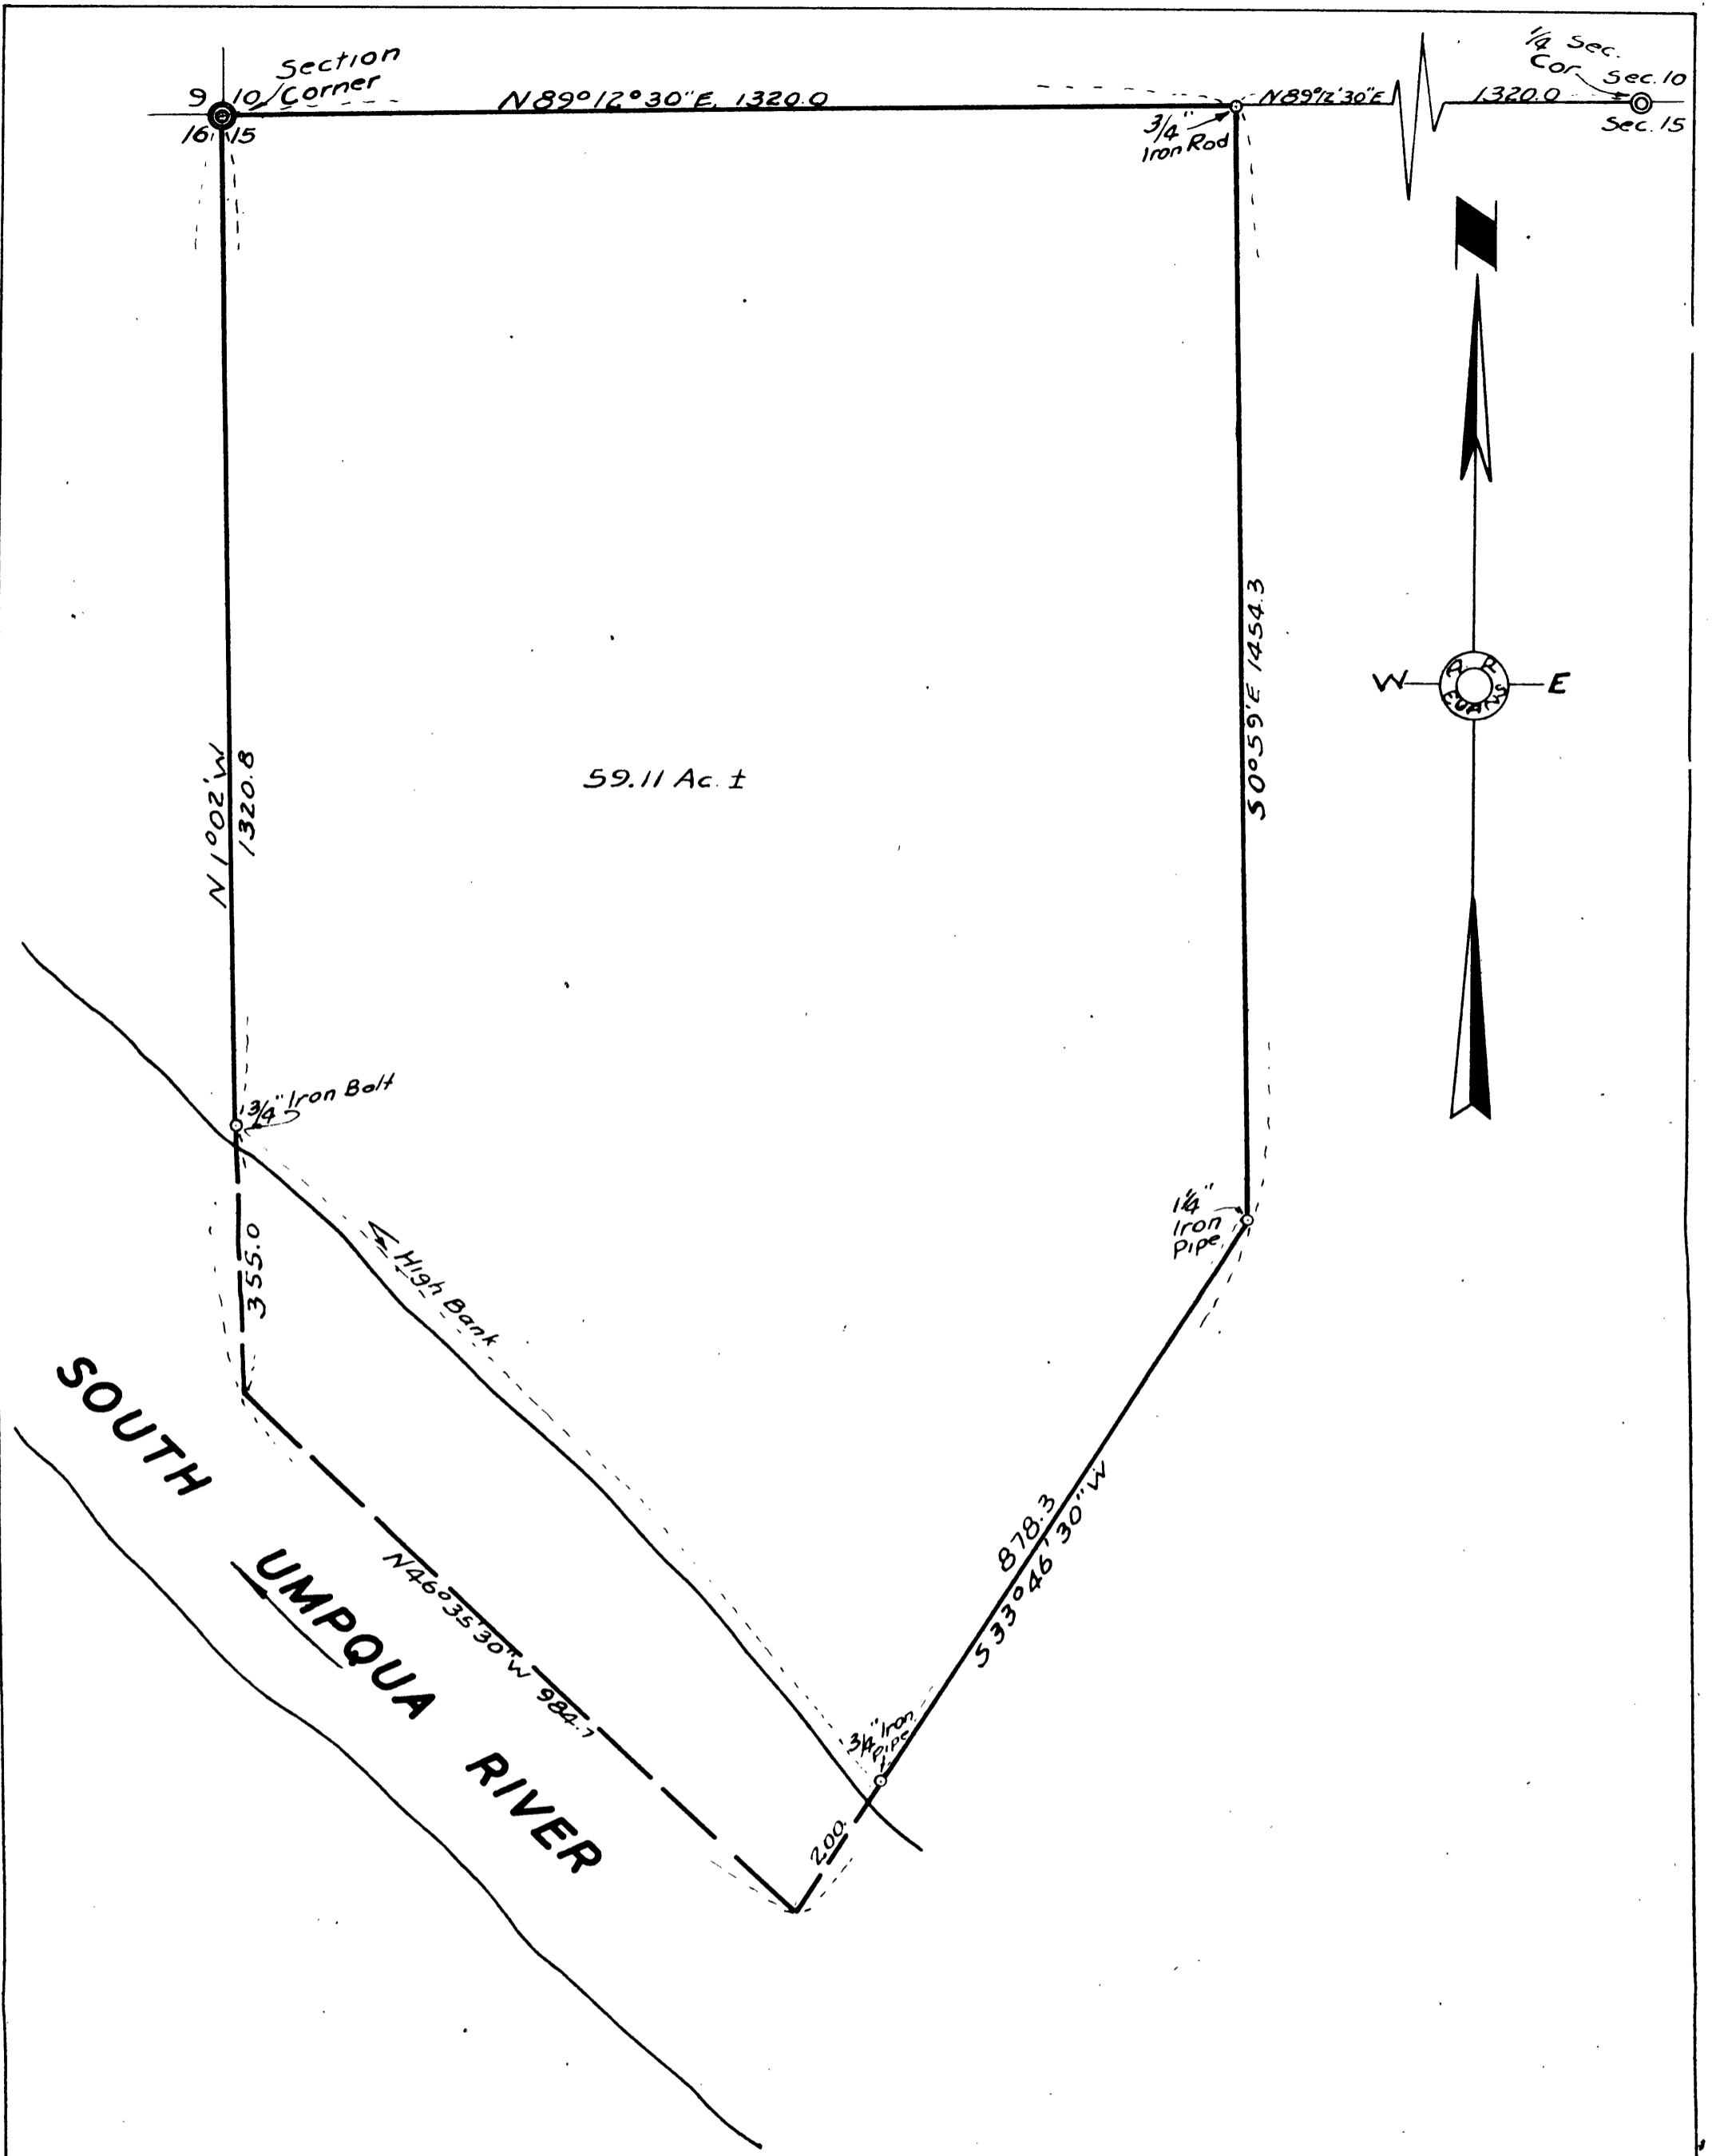 Section
Corner
9 10
16 15
N89°12°30"E. 1320.0
3/4"
Iron Rod
N89°12'30"E 1320.0
1/4 Sec.
Cor.
Sec. 10
Sec. 15
N
W E
A R
EVANS
S0°59'E 1454.3
N 1°02'W
1320.8
59.11 Ac. ±
3/4" Iron Bolt
1 1/4"
Iron
Pipe
355.0
High Bank
878.3
S33°46'30"W
N46°35'30"W 984.7
3/4" Iron
Pipe
200.
SOUTH UMPQUA RIVER